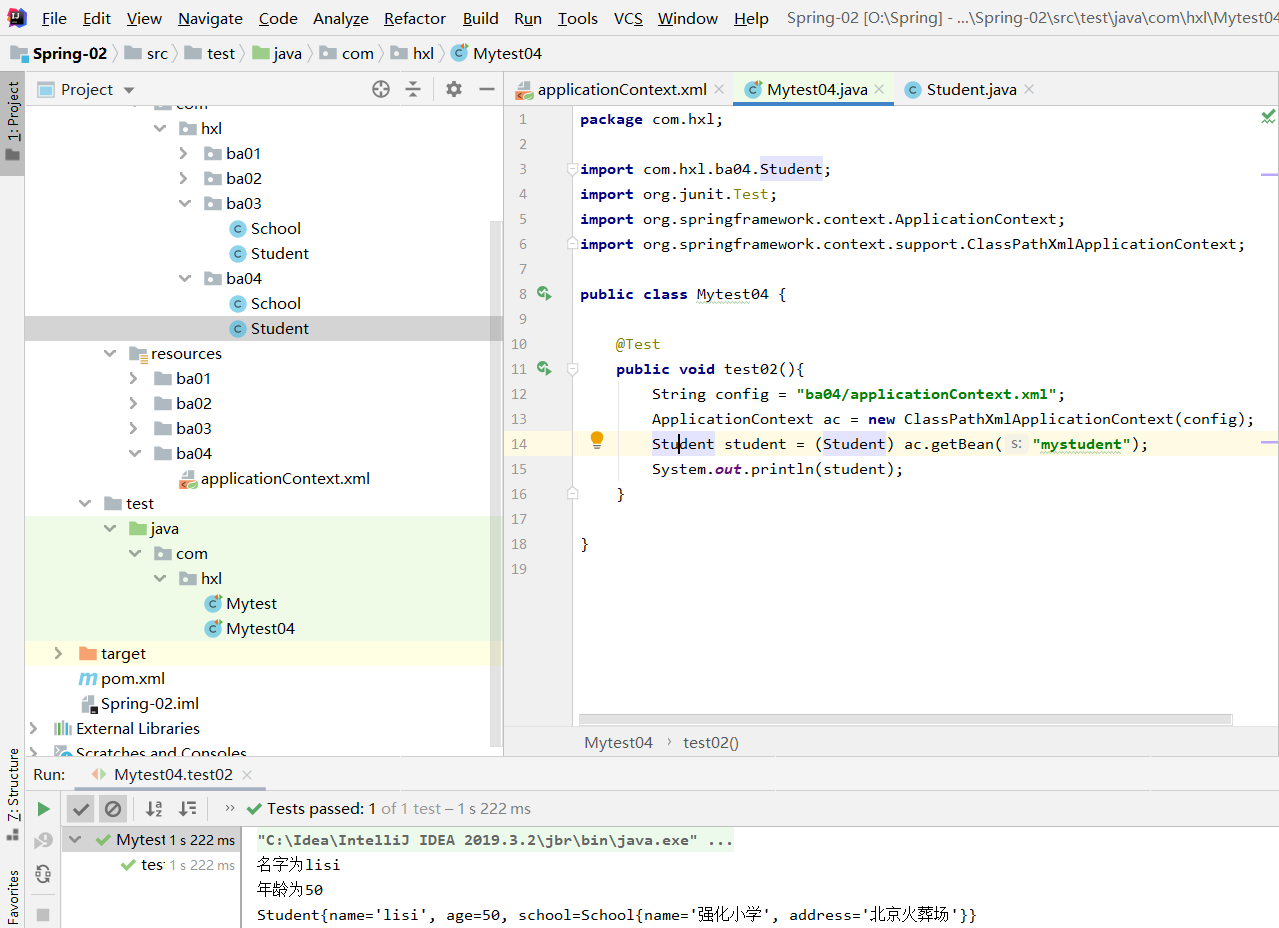 File Edit View Navigate Code Analyze Refactor Build Run Tools VCS Window Help Spring-02 [O:\Spring] - ...\Spring-02\src\test\java\com\hxl\Mytest04
Spring-02 src test java com hxl Mytest04
1: Project
Project
com
hxl
ba01
ba02
ba03
School
Student
ba04
School
Student
resources
ba01
ba02
ba03
ba04
applicationContext.xml
test
java
com
hxl
Mytest
Mytest04
target
pom.xml
Spring-02.iml
External Libraries
Scratches and Consoles
applicationContext.xml Mytest04.java Student.java
1 package com.hxl;
2
3 import com.hxl.ba04.Student;
4 import org.junit.Test;
5 import org.springframework.context.ApplicationContext;
6 import org.springframework.context.support.ClassPathXmlApplicationContext;
7
8 public class Mytest04 {
9
10 @Test
11 public void test02(){
12 String config = "ba04/applicationContext.xml";
13 ApplicationContext ac = new ClassPathXmlApplicationContext(config);
14 Student student = (Student) ac.getBean( s: "mystudent");
15 System.out.println(student);
16 }
17
18 }
19
Mytest04 › test02()
Z: Structure
Favorites
Run: Mytest04.test02
Tests passed: 1 of 1 test – 1 s 222 ms
Mytest 1 s 222 ms
tes 1 s 222 ms
"C:\Idea\IntelliJ IDEA 2019.3.2\jbr\bin\java.exe" ...
名字为lisi
年龄为50
Student{name='lisi', age=50, school=School{name='强化小学', address='北京火葬场'}}